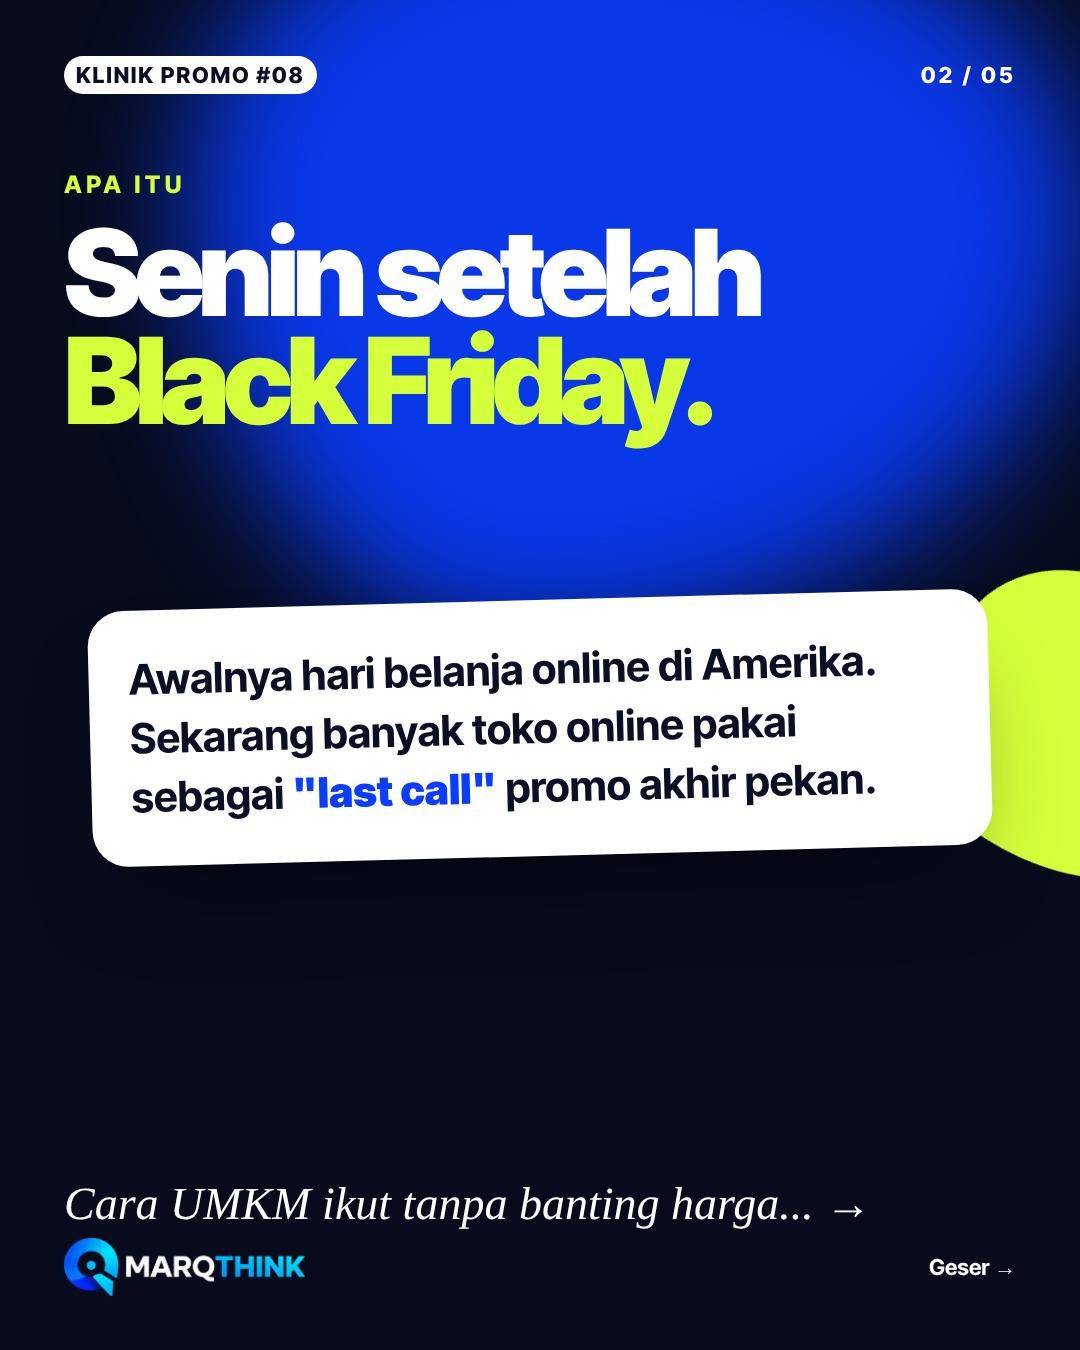 KLINIK PROMO #08
02 / 05
APA ITU
Senin setelah
Black Friday.
Awalnya hari belanja online di Amerika.
Sekarang banyak toko online pakai
sebagai "last call" promo akhir pekan.
Cara UMKM ikut tanpa banting harga... →
MARQTHINK
Geser →